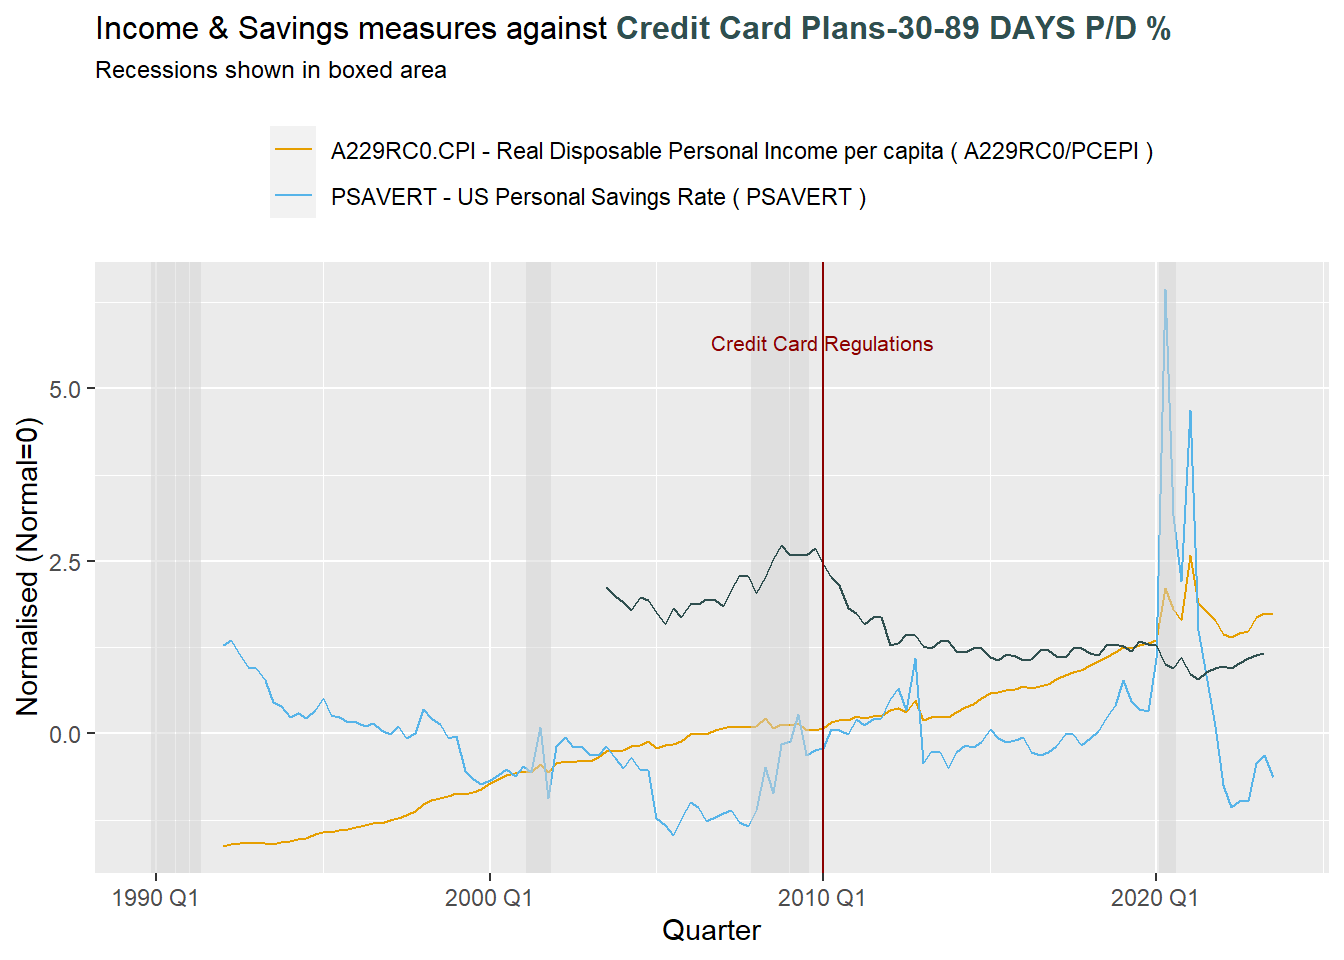 Income & Savings measures against Credit Card Plans-30-89 DAYS P/D %
Recessions shown in boxed area
A229RC0.CPI - Real Disposable Personal Income per capita ( A229RC0/PCEPI )
PSAVERT - US Personal Savings Rate ( PSAVERT )
Credit Card Regulations
5.0
2.5
0.0
Normalised (Normal=0)
1990 Q1
2000 Q1
2010 Q1
2020 Q1
Quarter